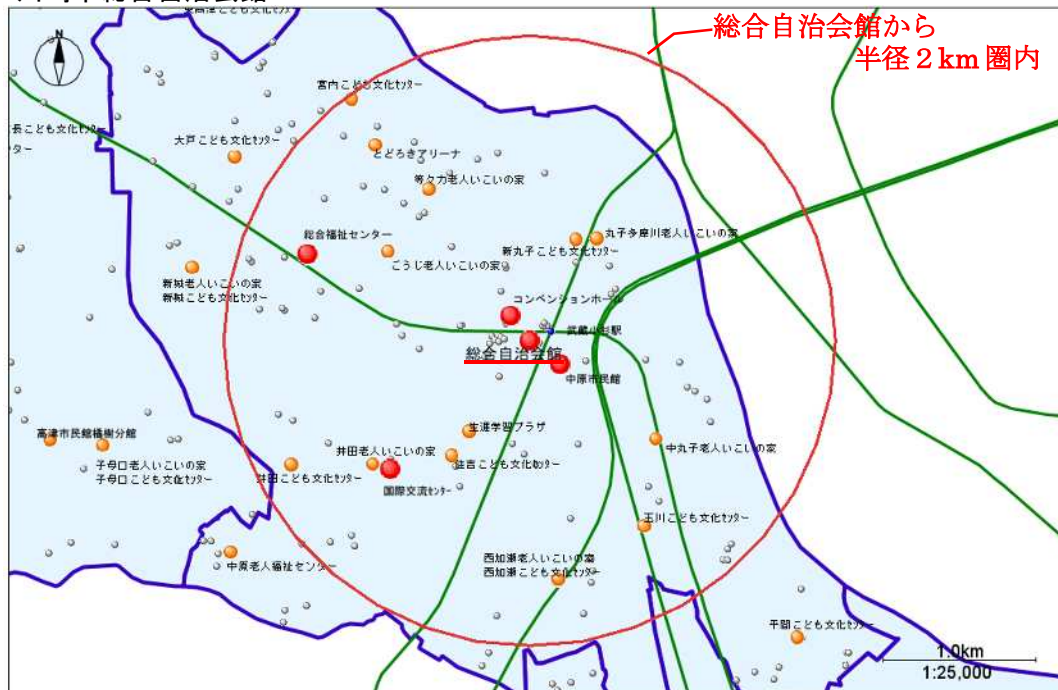 総合自治会館から
半径２km圏内
N
宮内こども文化ｾﾝﾀｰ
大戸こども文化ｾﾝﾀｰ
とどろきアリーナ
等々力老人いこいの家
総合福祉センター
こうじ老人いこいの家
丸子多摩川老人いこいの家
新丸子こども文化ｾﾝﾀｰ
新城老人いこいの家
新城こども文化ｾﾝﾀｰ
コンベンションホール
武蔵小杉駅
総合自治会館
中原市民館
生涯学習プラザ
高津市民館橘樹分館
子母口老人いこいの家
子母口こども文化ｾﾝﾀｰ
井田老人いこいの家
井田こども文化ｾﾝﾀｰ
住吉こども文化ｾﾝﾀｰ
国際交流ｾﾝﾀｰ
中丸子老人いこいの家
玉川こども文化ｾﾝﾀｰ
中原老人福祉センター
西加瀬老人いこいの家
西加瀬こども文化ｾﾝﾀｰ
平間こども文化ｾﾝﾀｰ
1.0km
1:25,000